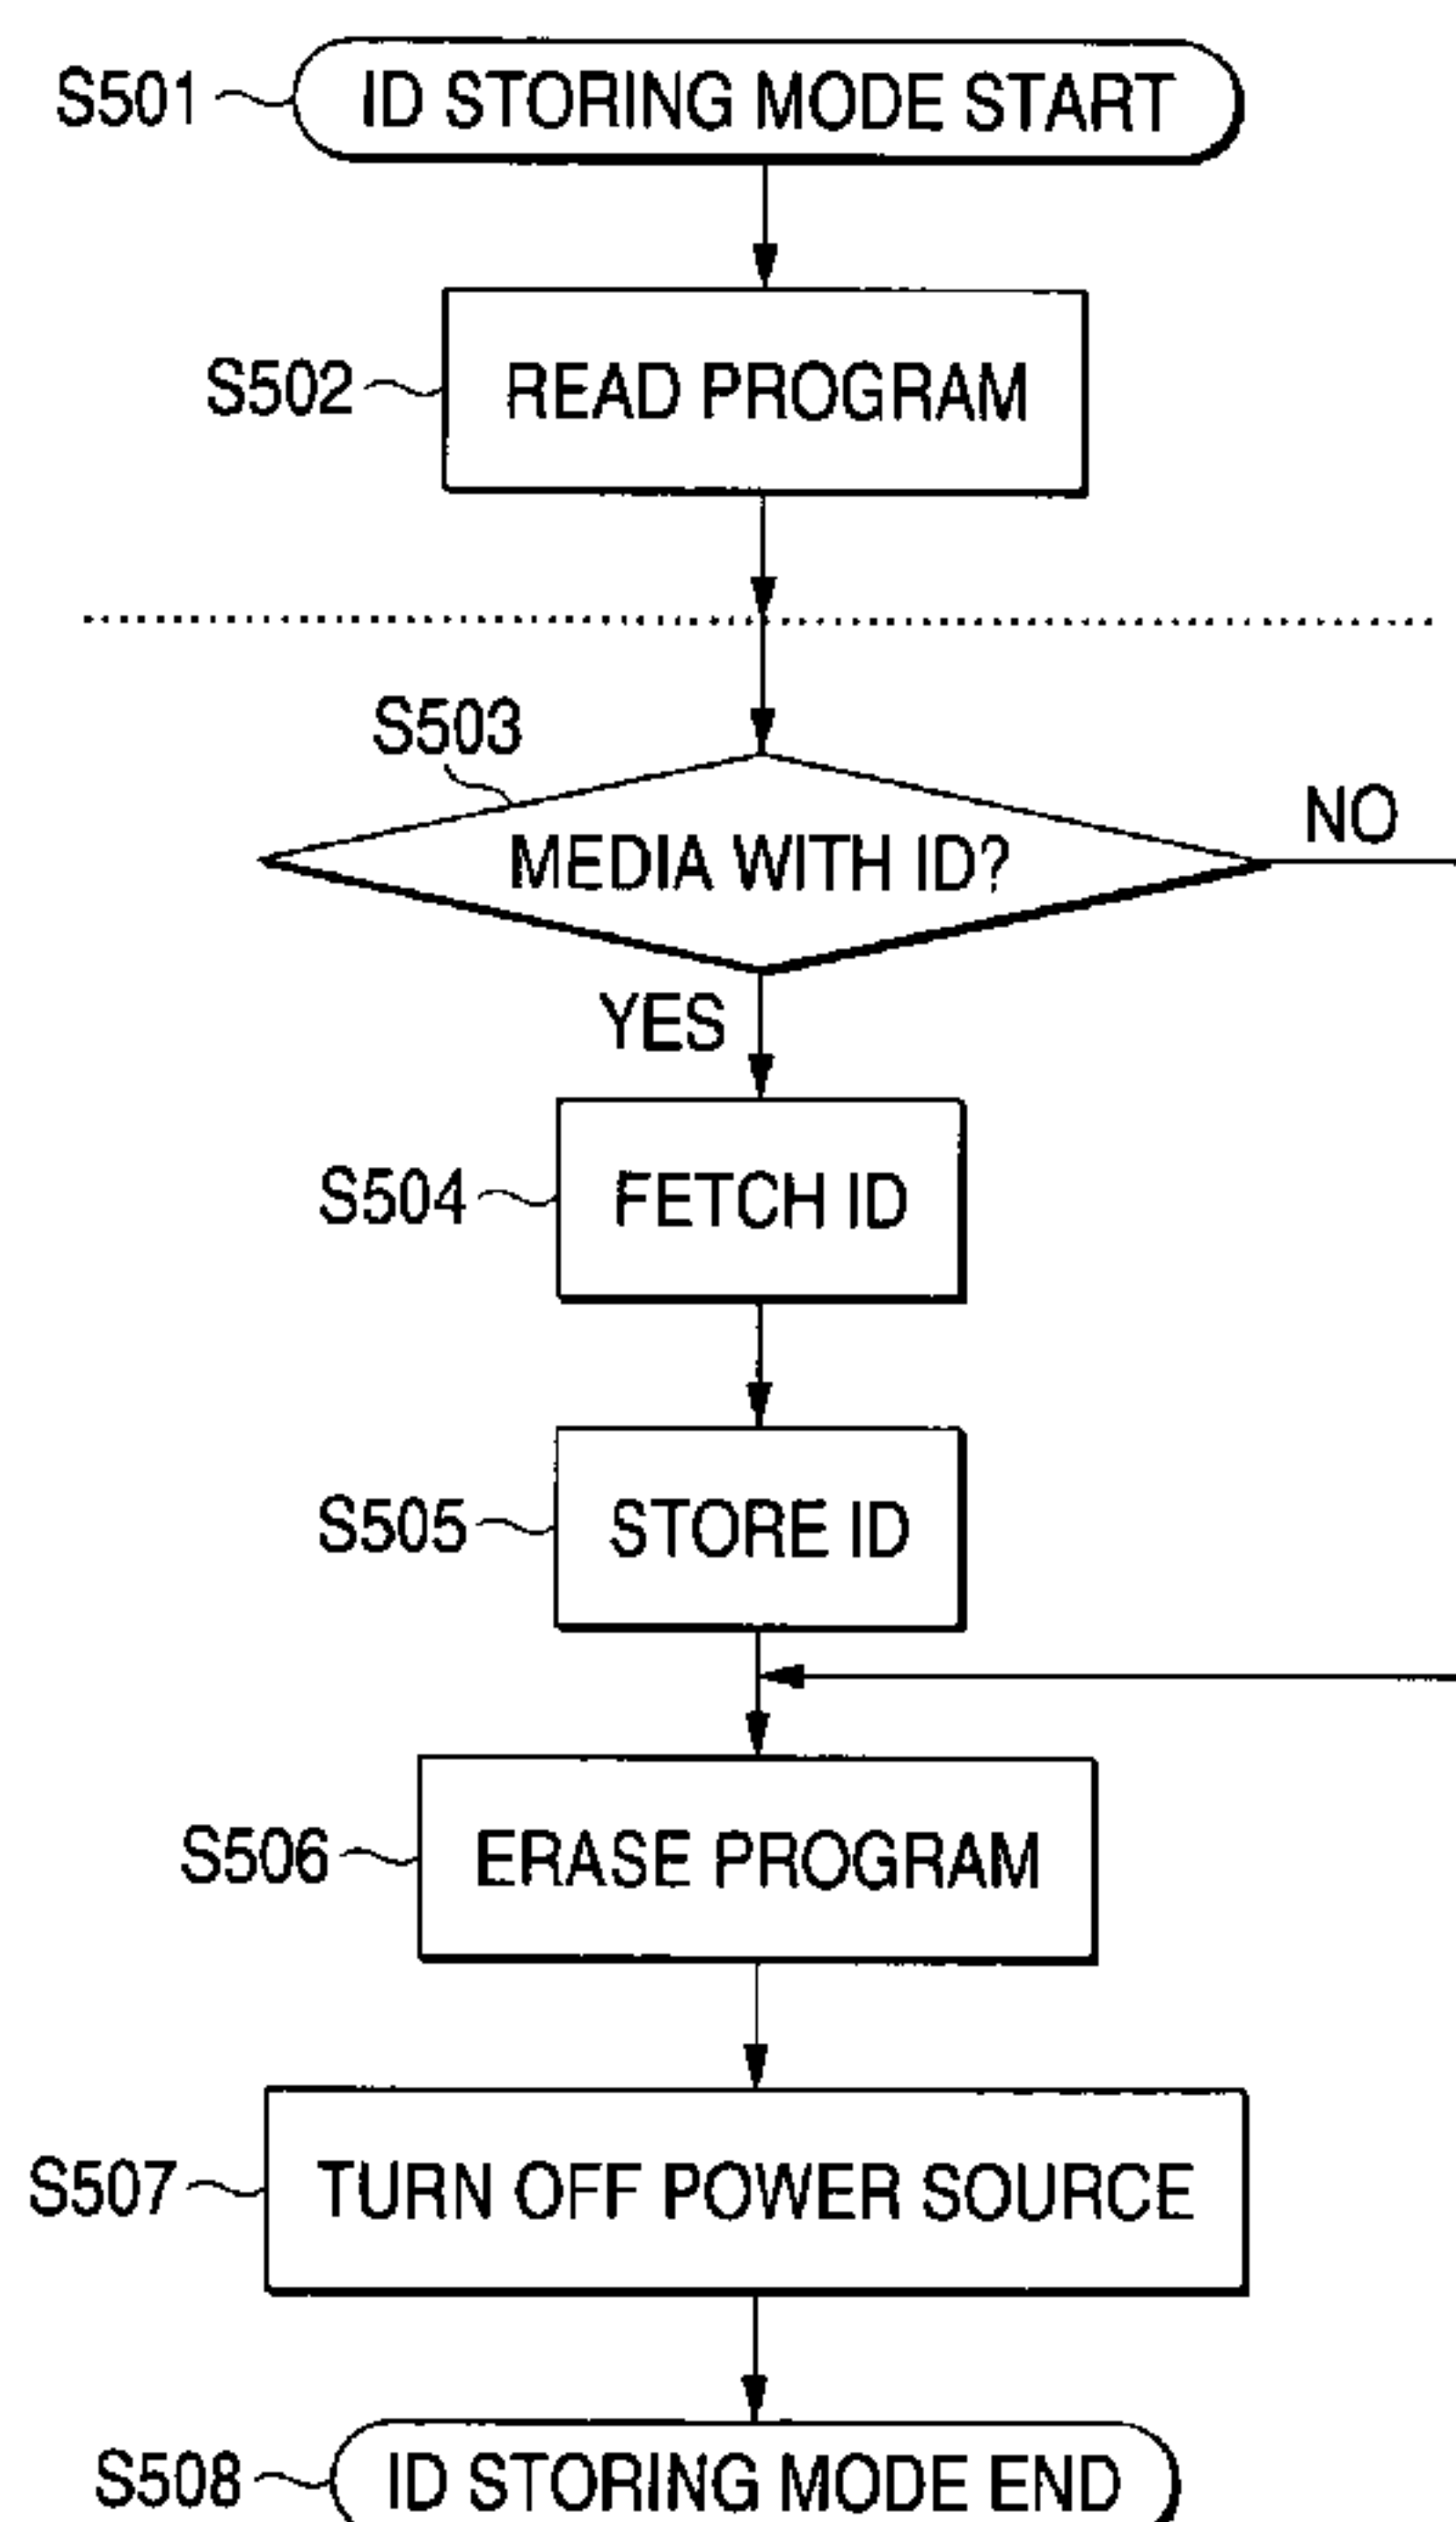 S501 ID STORING MODE START
S502 READ PROGRAM
S503
MEDIA WITH ID? NO
YES
S504 FETCH ID
S505 STORE ID
S506 ERASE PROGRAM
S507 TURN OFF POWER SOURCE
S508 ID STORING MODE END